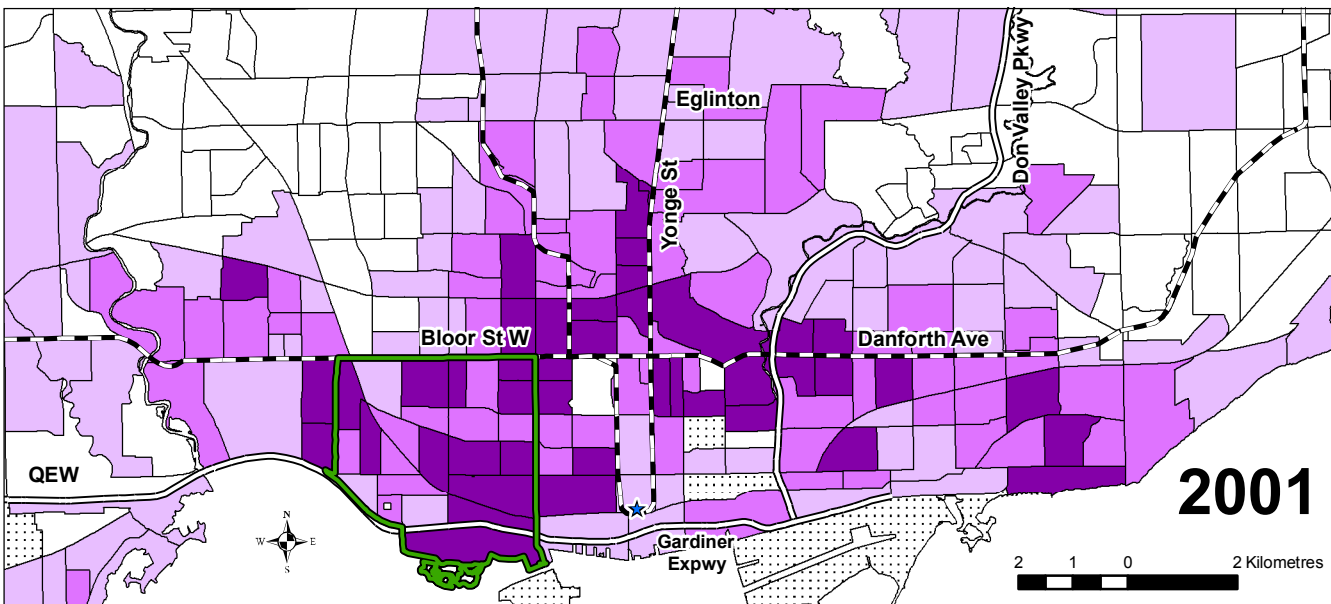 Eglinton
Don Valley Pkwy
Yonge St
Bloor St W
Danforth Ave
QEW
2001
N
W E
S
Gardiner
Expwy
2 1 0 2 Kilometres